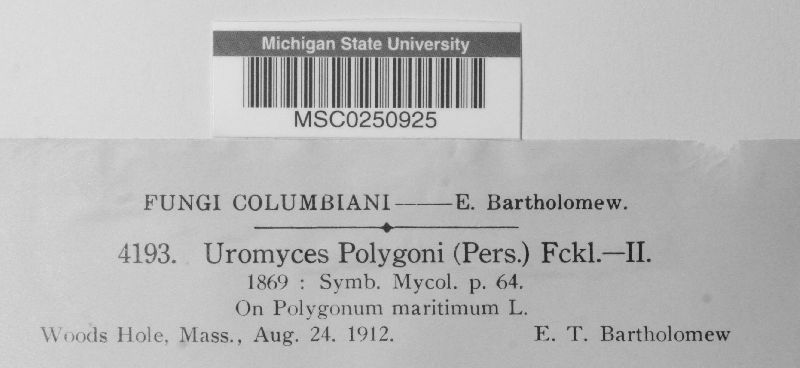 Michigan State University
MSC0250925
FUNGI COLUMBIANI——E. Bartholomew.
4193. Uromyces Polygoni (Pers.) Fckl.—II.
1869 : Symb. Mycol. p. 64.
On Polygonum maritimum L.
Woods Hole, Mass., Aug. 24. 1912. E. T. Bartholomew